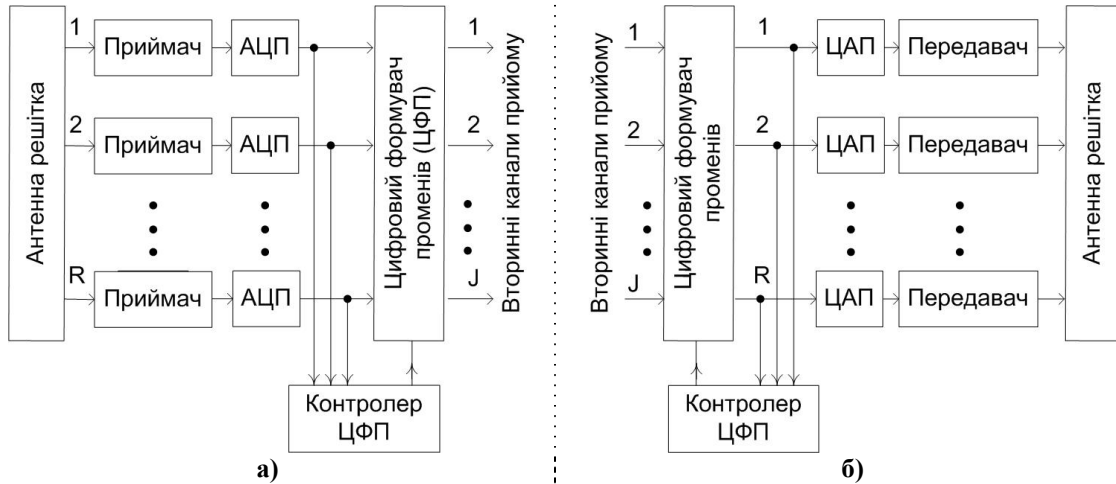 Антенна решітка
1
Приймач
АЦП
2
Приймач
АЦП
R
Приймач
АЦП
Цифровий формувач
променів (ЦФП)
1
2
J
Вторинні канали прийому
Контролер
ЦФП
а)
Вторинні канали прийому
1
2
J
Цифровий формувач
променів
1
ЦАП
Передавач
2
ЦАП
Передавач
R
ЦАП
Передавач
Антенна решітка
Контролер
ЦФП
б)